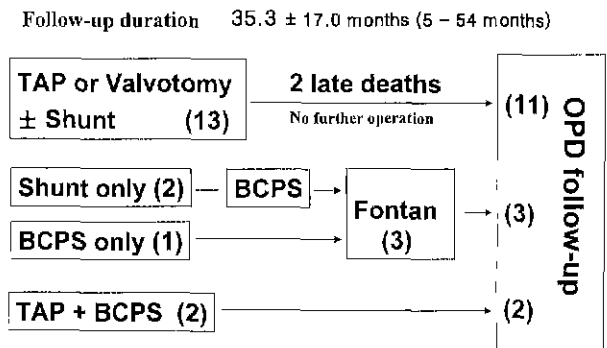 Follow-up duration 35.3 ± 17.0 months (5 – 54 months)
TAP or Valvotomy
± Shunt (13)
2 late deaths
No further operation
(11)
Shunt only (2)
BCPS
Fontan
(3)
(3)
BCPS only (1)
TAP + BCPS (2)
(2)
OPD follow-up